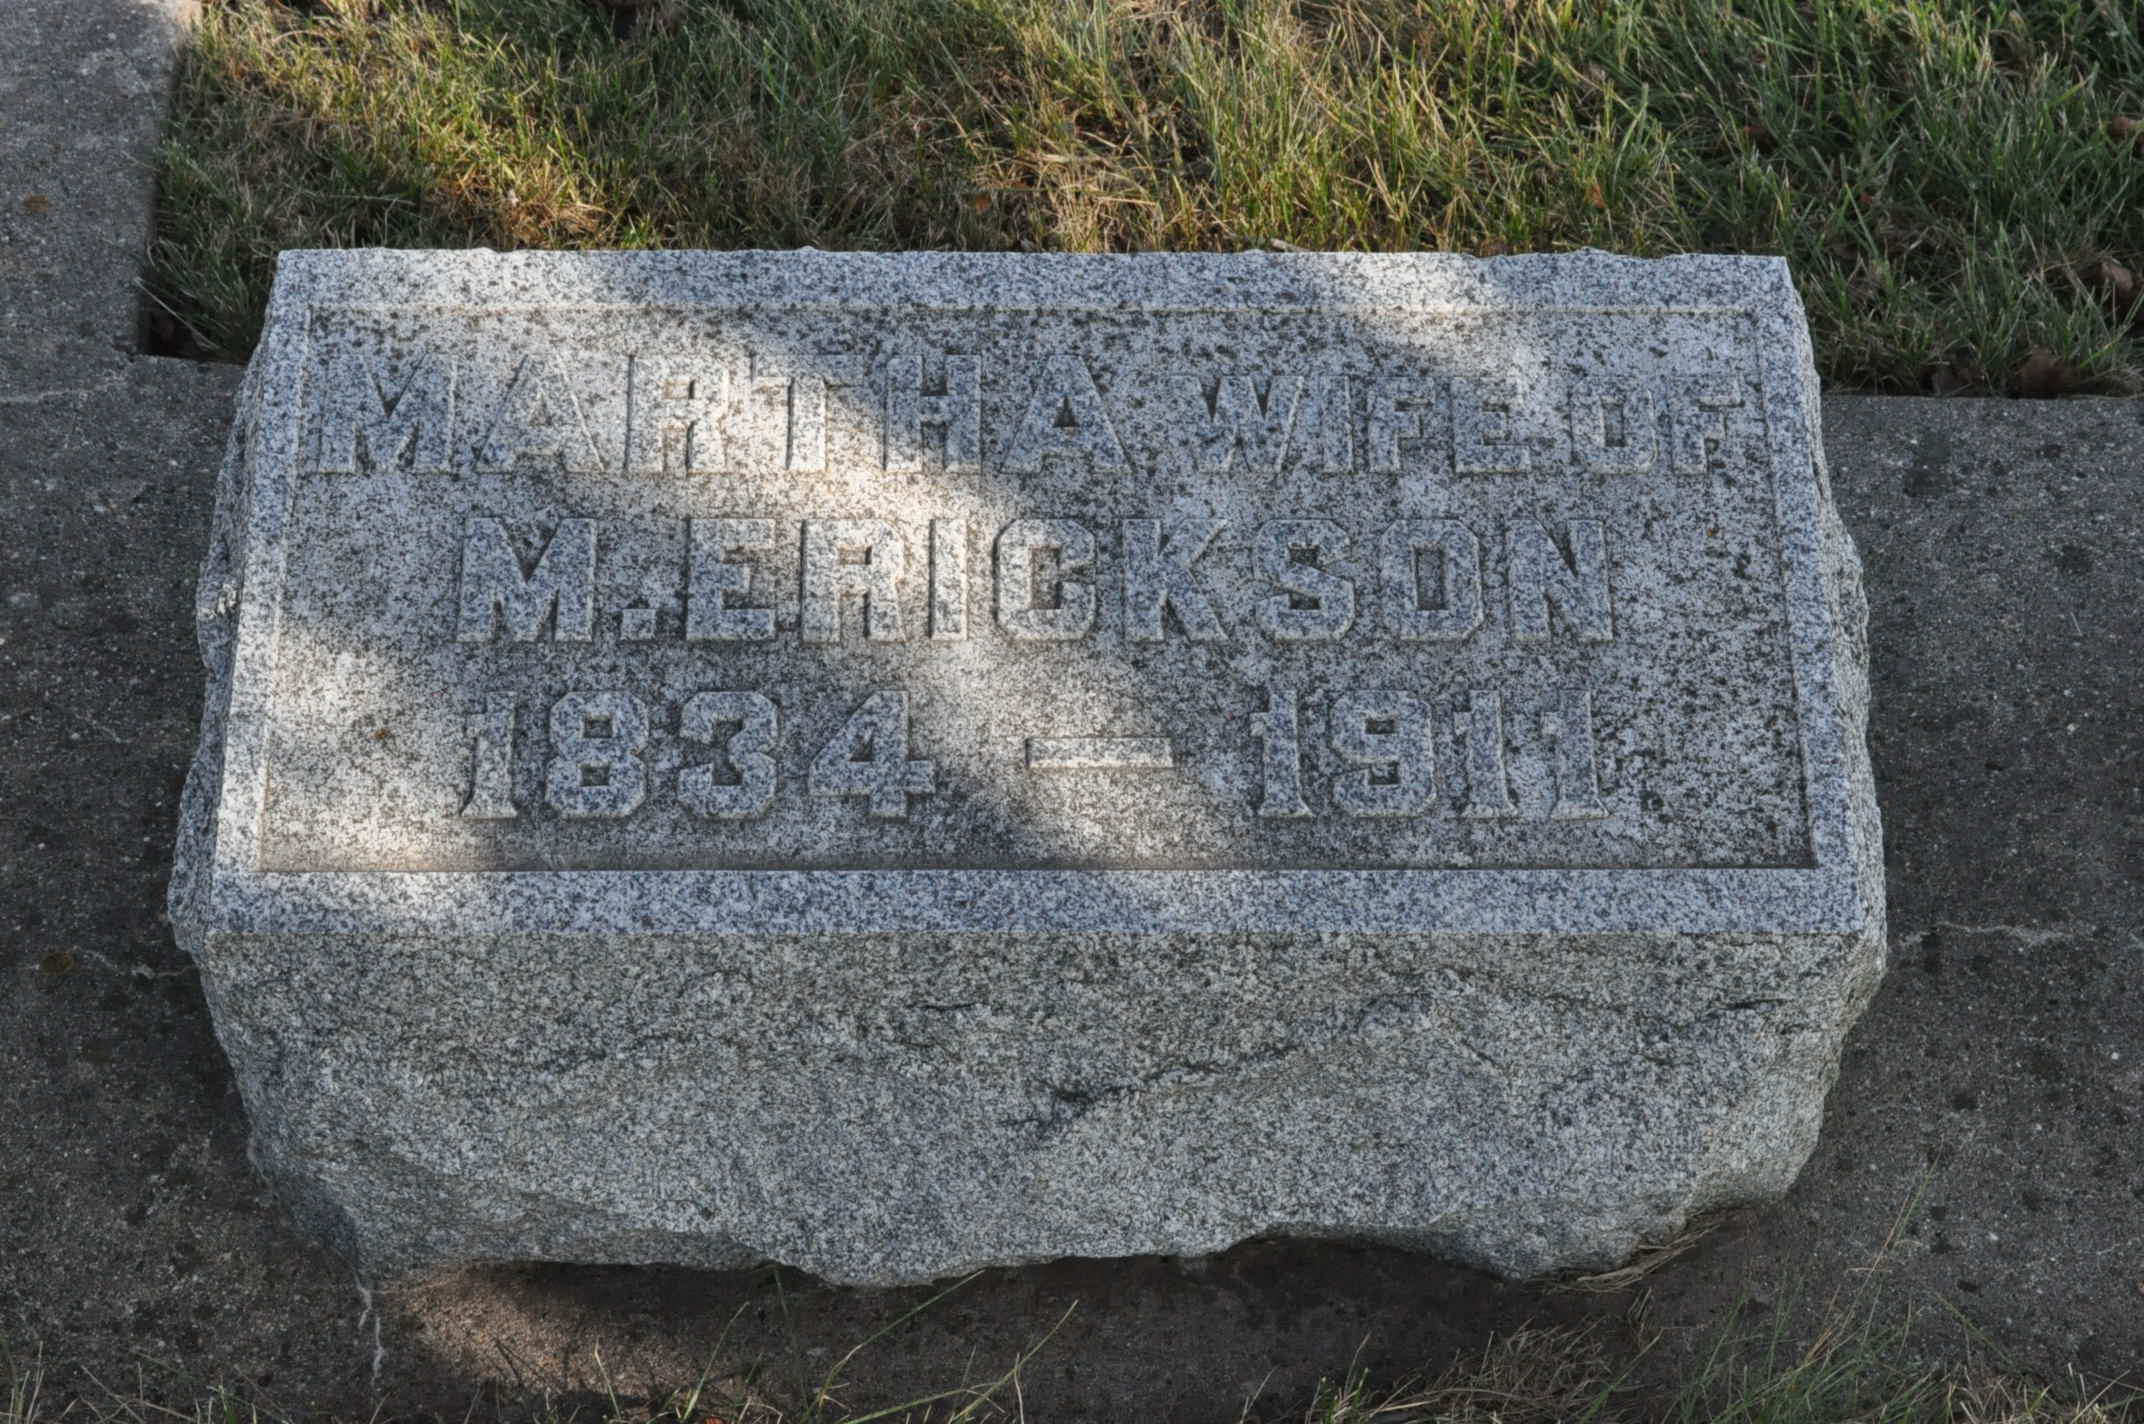 MARTHA WIFE OF
M. ERICKSON
1834 — 1911